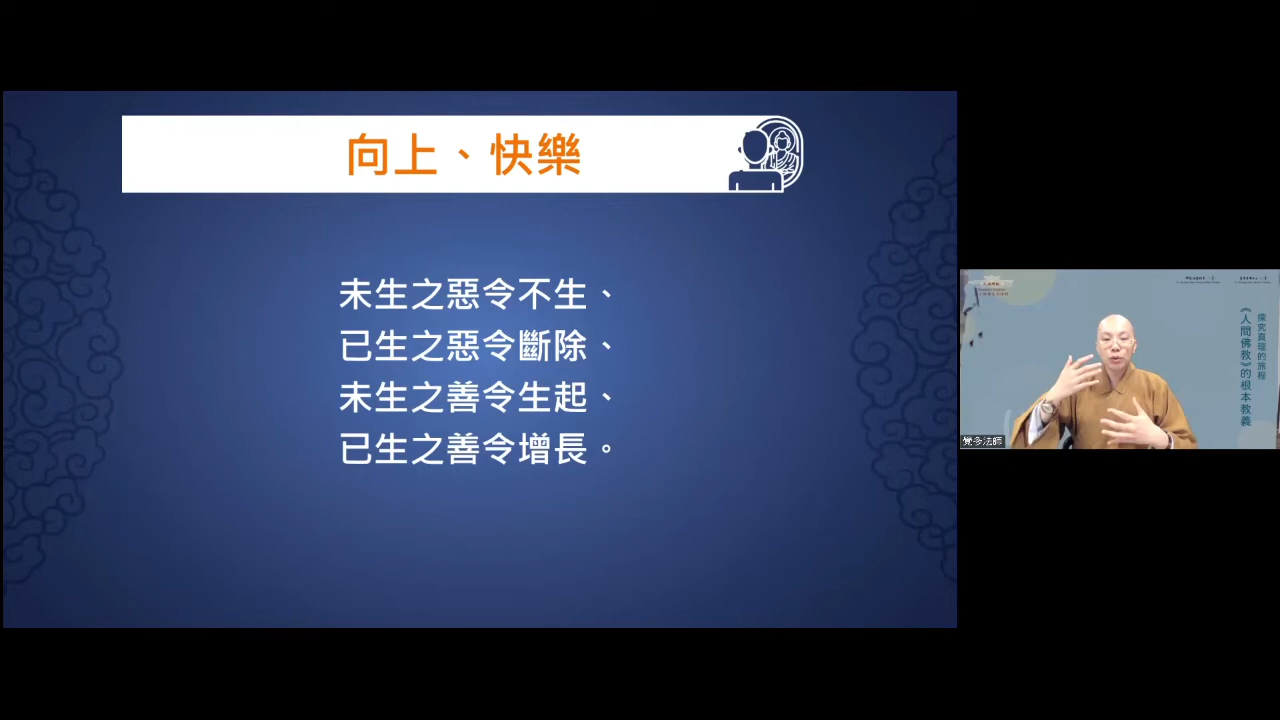 向上、快樂
未生之惡令不生、
已生之惡令斷除、
未生之善令生起、
已生之善令增長。
探究真理的旅程
《人間佛教》的根本教義
覺多法師